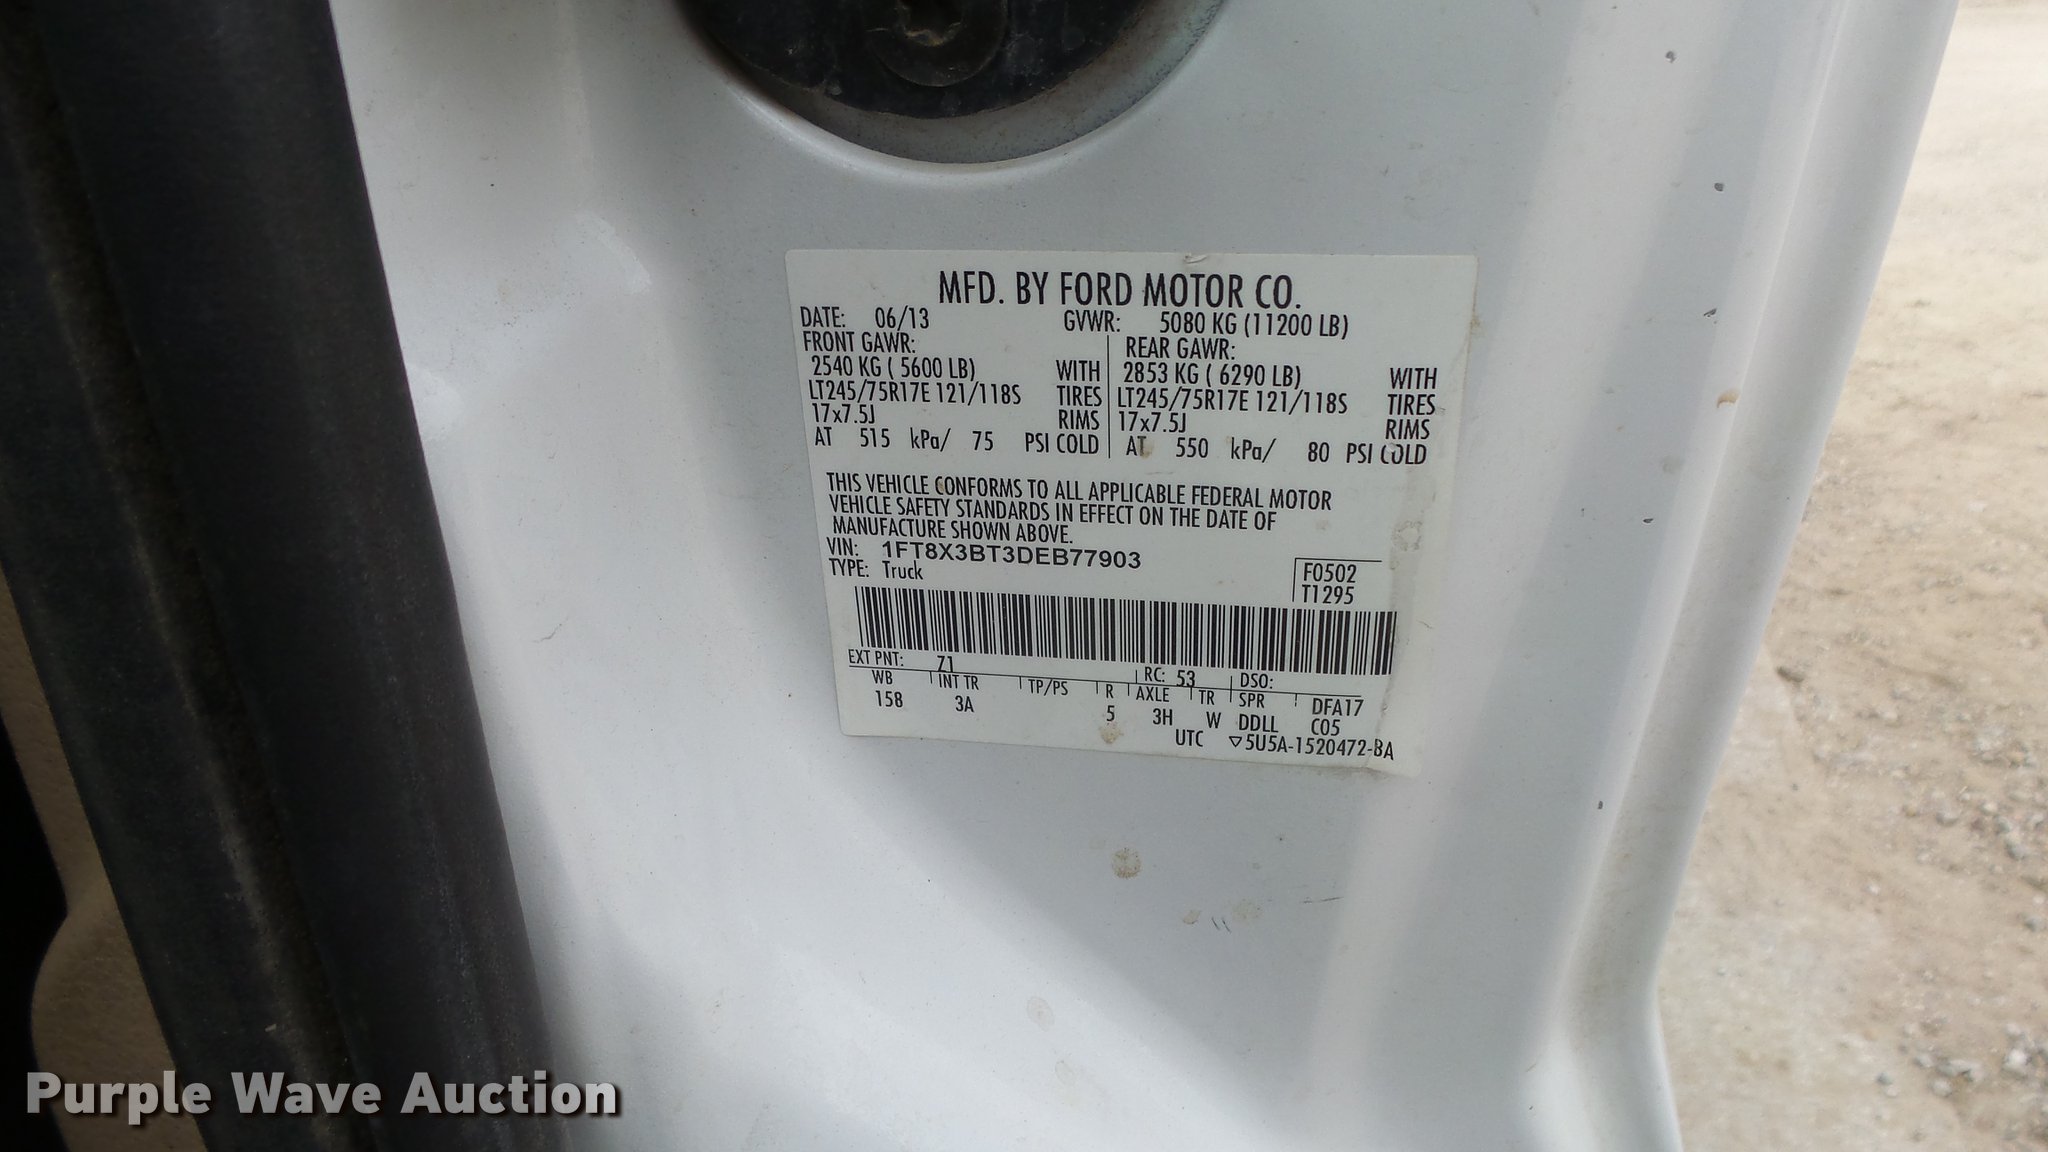 MFD. BY FORD MOTOR CO.
DATE: 06/13 GVWR: 5080 KG (11200 LB)
FRONT GAWR: REAR GAWR:
2540 KG ( 5600 LB) WITH 2853 KG ( 6290 LB) WITH
LT245/75R17E 121/118S TIRES LT245/75R17E 121/118S TIRES
17x7.5J RIMS 17x7.5J RIMS
AT 515 kPa/ 75 PSI COLD AT 550 kPa/ 80 PSI COLD
THIS VEHICLE CONFORMS TO ALL APPLICABLE FEDERAL MOTOR
VEHICLE SAFETY STANDARDS IN EFFECT ON THE DATE OF
MANUFACTURE SHOWN ABOVE.
VIN: 1FT8X3BT3DEB77903
TYPE: Truck
F0502
T1295
EXT PNT: Z1 RC: 53 DSO:
WB INT TR TP/PS R AXLE TR SPR DFA17
158 3A 5 3H W DDLL C05
UTC ▽5U5A-1520472-BA
Purple Wave Auction